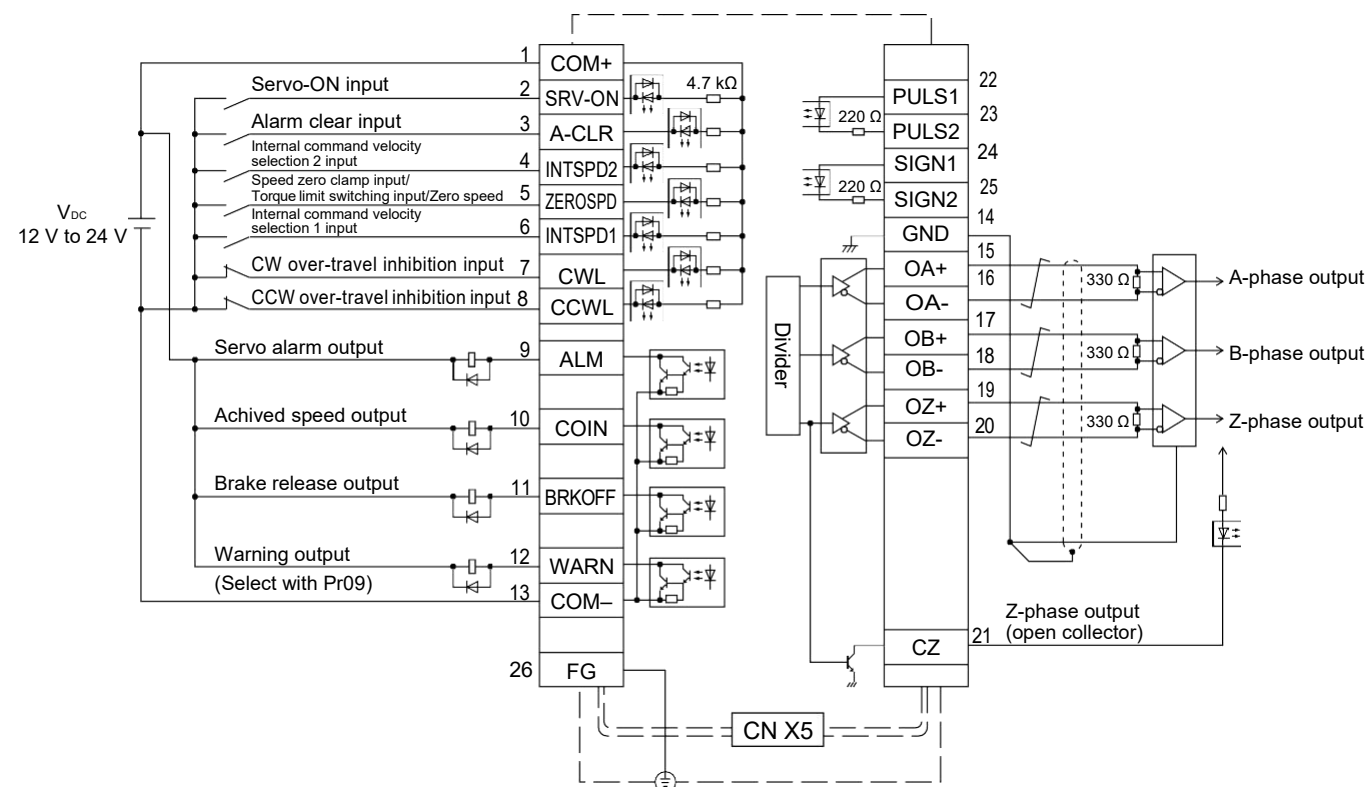 1
COM+
Servo-ON input
2
SRV-ON
4.7 kΩ
Alarm clear input
3
A-CLR
Internal command velocity
selection 2 input
4
INTSPD2
Speed zero clamp input/
Torque limit switching input/Zero speed
5
ZEROSPD
Internal command velocity
selection 1 input
6
INTSPD1
VDC
12 V to 24 V
CW over-travel inhibition input
7
CWL
CCW over-travel inhibition input
8
CCWL
Servo alarm output
9
ALM
Achived speed output
10
COIN
Brake release output
11
BRKOFF
Warning output
(Select with Pr09)
12
WARN
13
COM–
26
FG
22
PULS1
220 Ω
23
PULS2
24
SIGN1
220 Ω
25
SIGN2
14
GND
15
OA+
16
OA-
330 Ω
A-phase output
17
OB+
18
OB-
330 Ω
B-phase output
19
OZ+
20
OZ-
330 Ω
Z-phase output
Divider
Z-phase output
(open collector)
21
CZ
CN X5